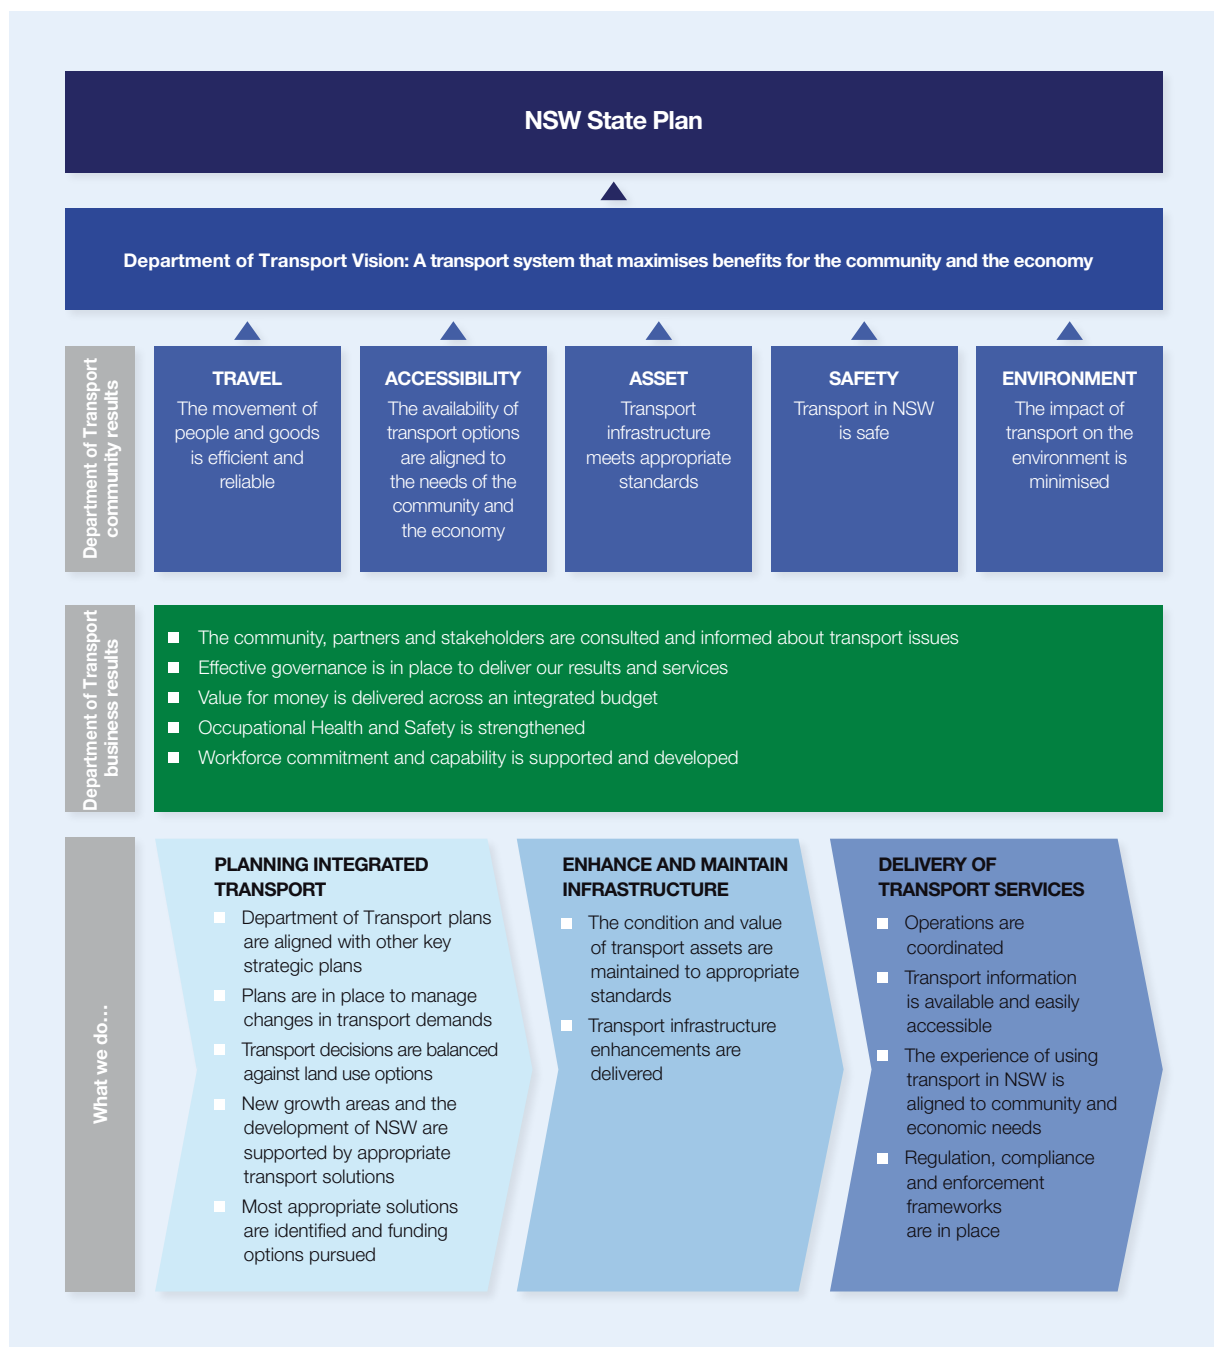 NSW State Plan
Department of Transport Vision: A transport system that maximises benefits for the community and the economy
Department of Transport
community results
TRAVEL
The movement of
people and goods
is efficient and
reliable
ACCESSIBILITY
The availability of
transport options
are aligned to
the needs of the
community and
the economy
ASSET
Transport
infrastructure
meets appropriate
standards
SAFETY
Transport in NSW
is safe
ENVIRONMENT
The impact of
transport on the
environment is
minimised
Department of Transport
business results
The community, partners and stakeholders are consulted and informed about transport issues
Effective governance is in place to deliver our results and services
Value for money is delivered across an integrated budget
Occupational Health and Safety is strengthened
Workforce commitment and capability is supported and developed
What we do...
PLANNING INTEGRATED
TRANSPORT
Department of Transport plans
are aligned with other key
strategic plans
Plans are in place to manage
changes in transport demands
Transport decisions are balanced
against land use options
New growth areas and the
development of NSW are
supported by appropriate
transport solutions
Most appropriate solutions
are identified and funding
options pursued
ENHANCE AND MAINTAIN
INFRASTRUCTURE
The condition and value
of transport assets are
maintained to appropriate
standards
Transport infrastructure
enhancements are
delivered
DELIVERY OF
TRANSPORT SERVICES
Operations are
coordinated
Transport information
is available and easily
accessible
The experience of using
transport in NSW is
aligned to community and
economic needs
Regulation, compliance
and enforcement
frameworks
are in place